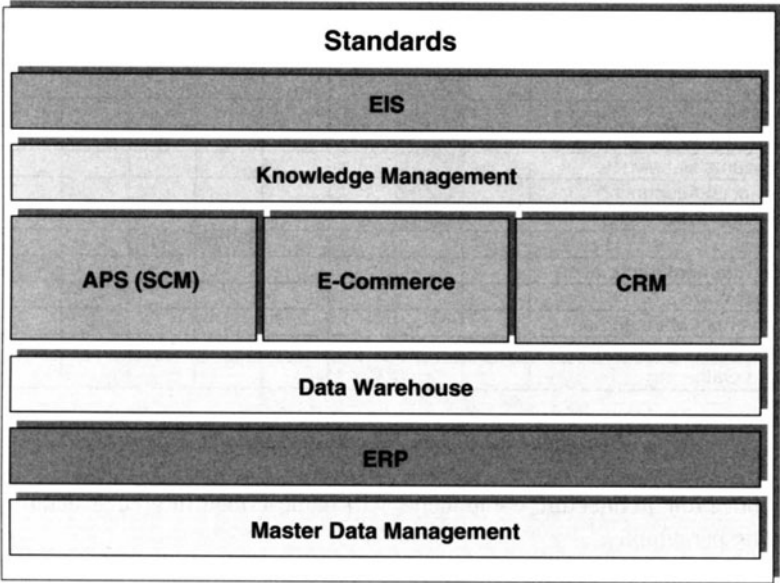 Standards
EIS
Knowledge Management
APS (SCM)
E-Commerce
CRM
Data Warehouse
ERP
Master Data Management